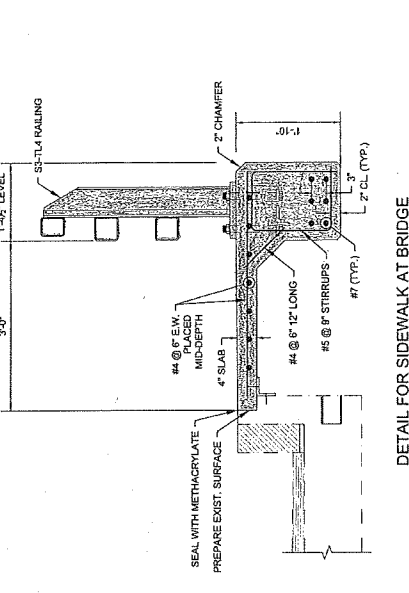 3'-0"
1'-4½" LEVEL
S3-TL4 RAILING
2" CHAMFER
1'-10"
3"
2" CL. (TYP.)
#7 (TYP.)
#5 @ 9" STIRRUPS
#4 @ 6" 12" LONG
#4 @ 6" E.W.
PLACED
MID-DEPTH
4" SLAB
SEAL WITH METHACRYLATE
PREPARE EXIST. SURFACE
DETAIL FOR SIDEWALK AT BRIDGE